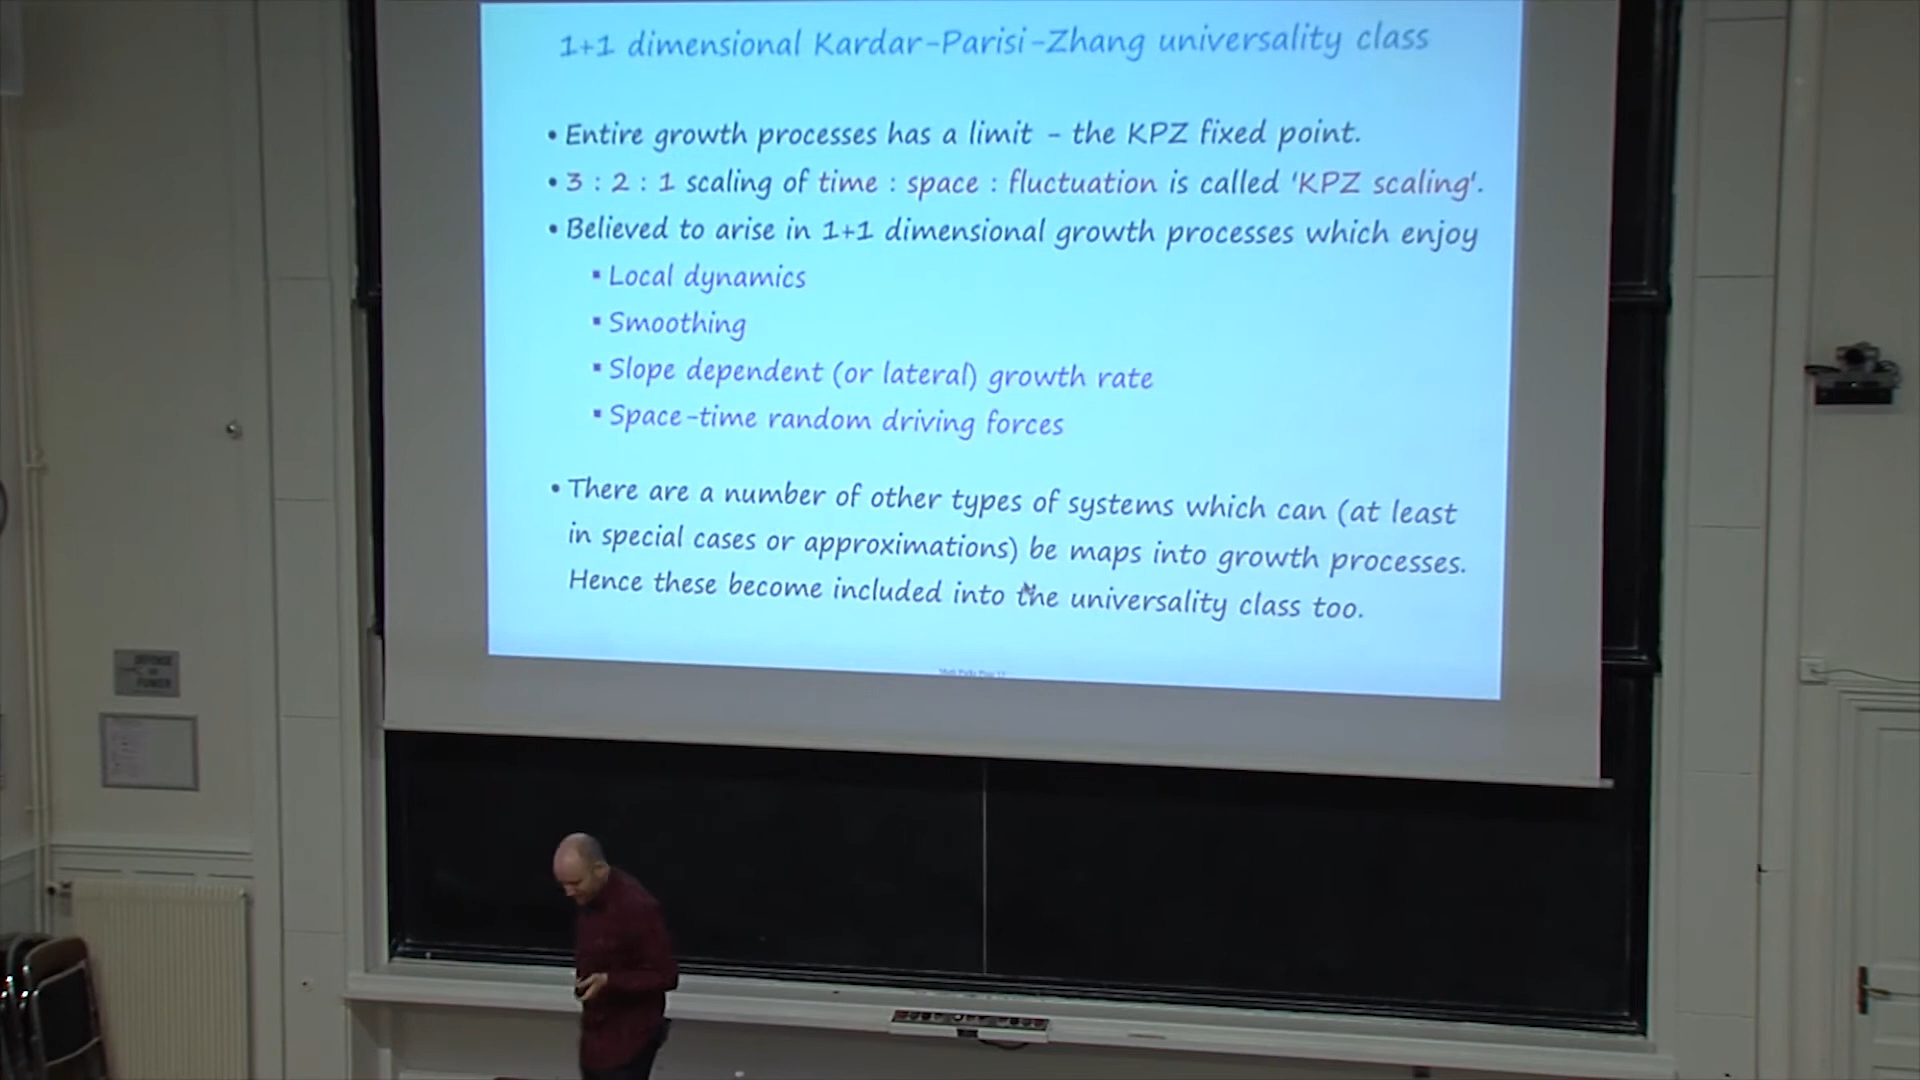 1+1 dimensional Kardar-Parisi-Zhang universality class
• Entire growth processes has a limit - the KPZ fixed point.
• 3 : 2 : 1 scaling of time : space : fluctuation is called 'KPZ scaling'.
• Believed to arise in 1+1 dimensional growth processes which enjoy
▪ Local dynamics
▪ Smoothing
▪ Slope dependent (or lateral) growth rate
▪ Space-time random driving forces
• There are a number of other types of systems which can (at least
in special cases or approximations) be maps into growth processes.
Hence these become included into the universality class too.
DEFENSE
DE
FUMER